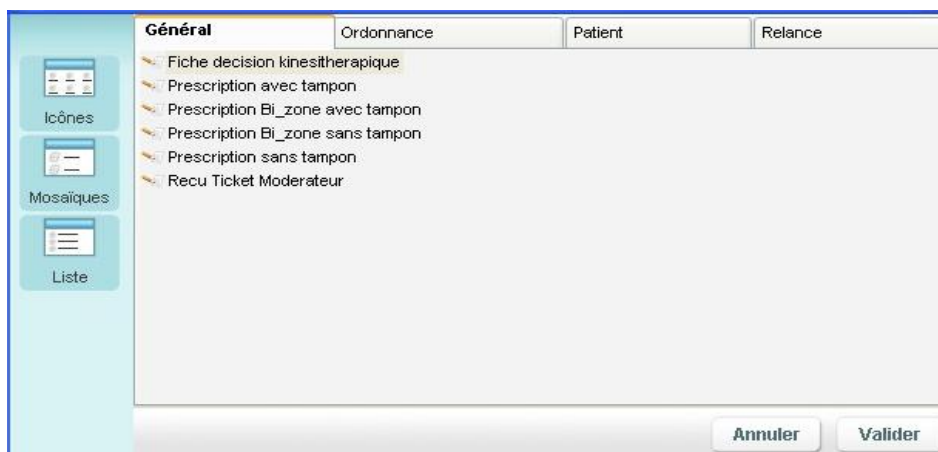 Général
Ordonnance
Patient
Relance
Icônes
Mosaïques
Liste
Fiche decision kinesitherapique
Prescription avec tampon
Prescription Bi_zone avec tampon
Prescription Bi_zone sans tampon
Prescription sans tampon
Recu Ticket Moderateur
Annuler
Valider